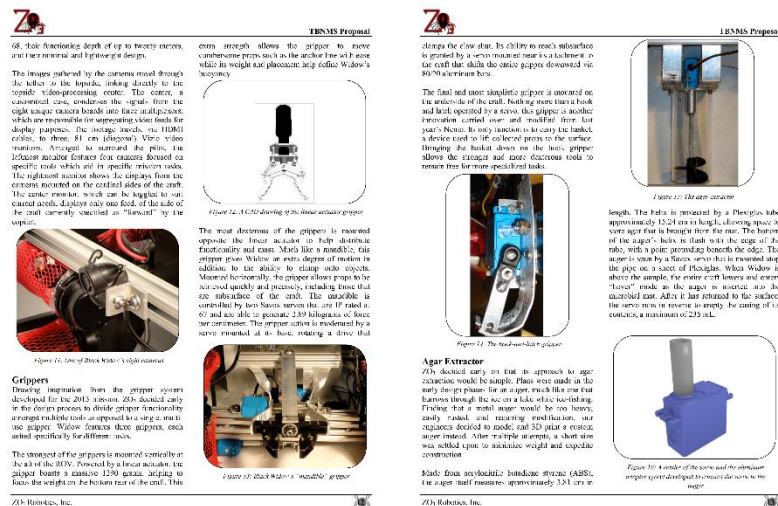 TBNMS Proposal
68, their functioning depth of up to twenty meters,
and their minimal and lightweight design.
The images gathered by the cameras travel through
the tether to the topside, linking directly to the
topside video-processing center. The center, a
customized case, condenses the signals from the
eight unique camera boards into three multiplexers,
which are responsible for segregating video feeds for
display purposes. The footage travels, via HDMI
cables, to three, 81 cm (diagonal) Vizio video
monitors. Arranged to surround the pilot, the
leftmost monitor features four cameras focused on
specific tools which aid in specific mission tasks.
The rightmost monitor shows the displays from the
cameras mounted on the cardinal sides of the craft.
The center monitor, which can be toggled to suit
current needs, displays only one feed, of the side of
the craft currently specified as "forward" by the
copilot.
Figure 11: One of Black Widow's eight cameras
Grippers
Drawing inspiration from the gripper system
developed for the 2013 mission, ZO₃ decided early
in the design process to divide gripper functionality
amongst multiple tools as opposed to a single, multi-
use gripper. Widow features three grippers, each
suited specifically for different tasks.
The strongest of the grippers is mounted vertically at
the aft of the ROV. Powered by a linear actuator, the
gripper boasts a massive 1390 grams, helping to
focus the weight on the bottom rear of the craft. This
extra strength allows the gripper to move
cumbersome props such as the anchor line with ease
while its weight and placement help define Widow's
buoyancy.
Figure 12: A CAD drawing of the linear actuator gripper
The most dexterous of the grippers is mounted
opposite the linear actuator to help distribute
functionality and mass. Much like a mandible, this
gripper gives Widow an extra degree of motion in
addition to the ability to clamp onto objects.
Mounted horizontally, the gripper allows props to be
retrieved quickly and precisely, including those that
are subsurface of the craft. The mandible is
controlled by two Savox servos that are IP rated at
67 and are able to generate 2.89 kilograms of force
per centimeter. The gripper action is moderated by a
servo mounted at its base, rotating a drive that
Figure 13: Black Widow's "mandible" gripper
ZO₃ Robotics, Inc.
12
TBNMS Proposal
clamps the claw shut. Its ability to reach subsurface
is granted by a servo mounted near its attachment to
the craft that shifts the entire gripper downward via
80/20 aluminum bars.
The final and most simplistic gripper is mounted on
the underside of the craft. Nothing more than a hook
and latch operated by a servo, this gripper is another
innovation carried over and modified from last
year's Nemo. Its only function is to carry the basket,
a device used to lift collected props to the surface.
Bringing the basket down on the hook gripper
allows the stronger and more dexterous tools to
remain free for more specialized tasks.
Figure 14: The hook-and-latch gripper
Agar Extractor
ZO₃ decided early on that its approach to agar
extraction would be simple. Plans were made in the
early design phases for an auger, much like one that
burrows through the ice on a lake while ice-fishing.
Finding that a metal auger would be too heavy,
easily rusted, and requiring modification, our
engineers decided to model and 3D print a custom
auger instead. After multiple attempts, a short size
was settled upon to minimize weight and expedite
construction.
Made from acrylonitrile butadiene styrene (ABS),
the auger itself measures approximately 3.81 cm in
Figure 15: The agar extractor
length. The helix is protected by a Plexiglas tube
approximately 15.24 cm in length, allowing space to
store agar that is brought from the mat. The bottom
of the auger's helix is flush with the edge of the
tube, with a point protruding beneath the edge. The
auger is spun by a Savox servo that is mounted atop
the pipe on a sheet of Plexiglas. When Widow is
above the sample, the entire craft lowers and enters
"hover" mode as the auger is inserted into the
microbial mat. After it has returned to the surface,
the servo runs in reverse to empty the casing of its
contents, a maximum of 235 mL.
Figure 16: A render of the servo and the aluminum
adapter system developed to connect the servo to the
auger
ZO₃ Robotics, Inc.
13